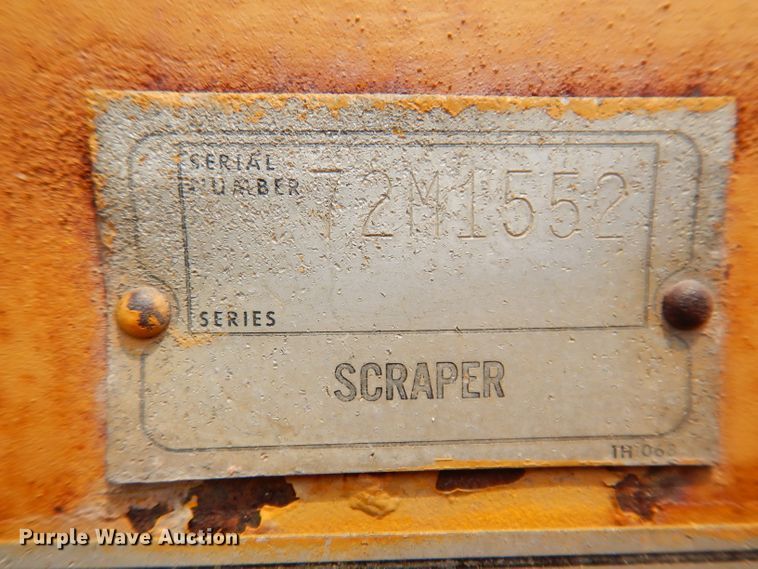 SERIAL
NUMBER 72M1552
SERIES
SCRAPER
Purple Wave Auction